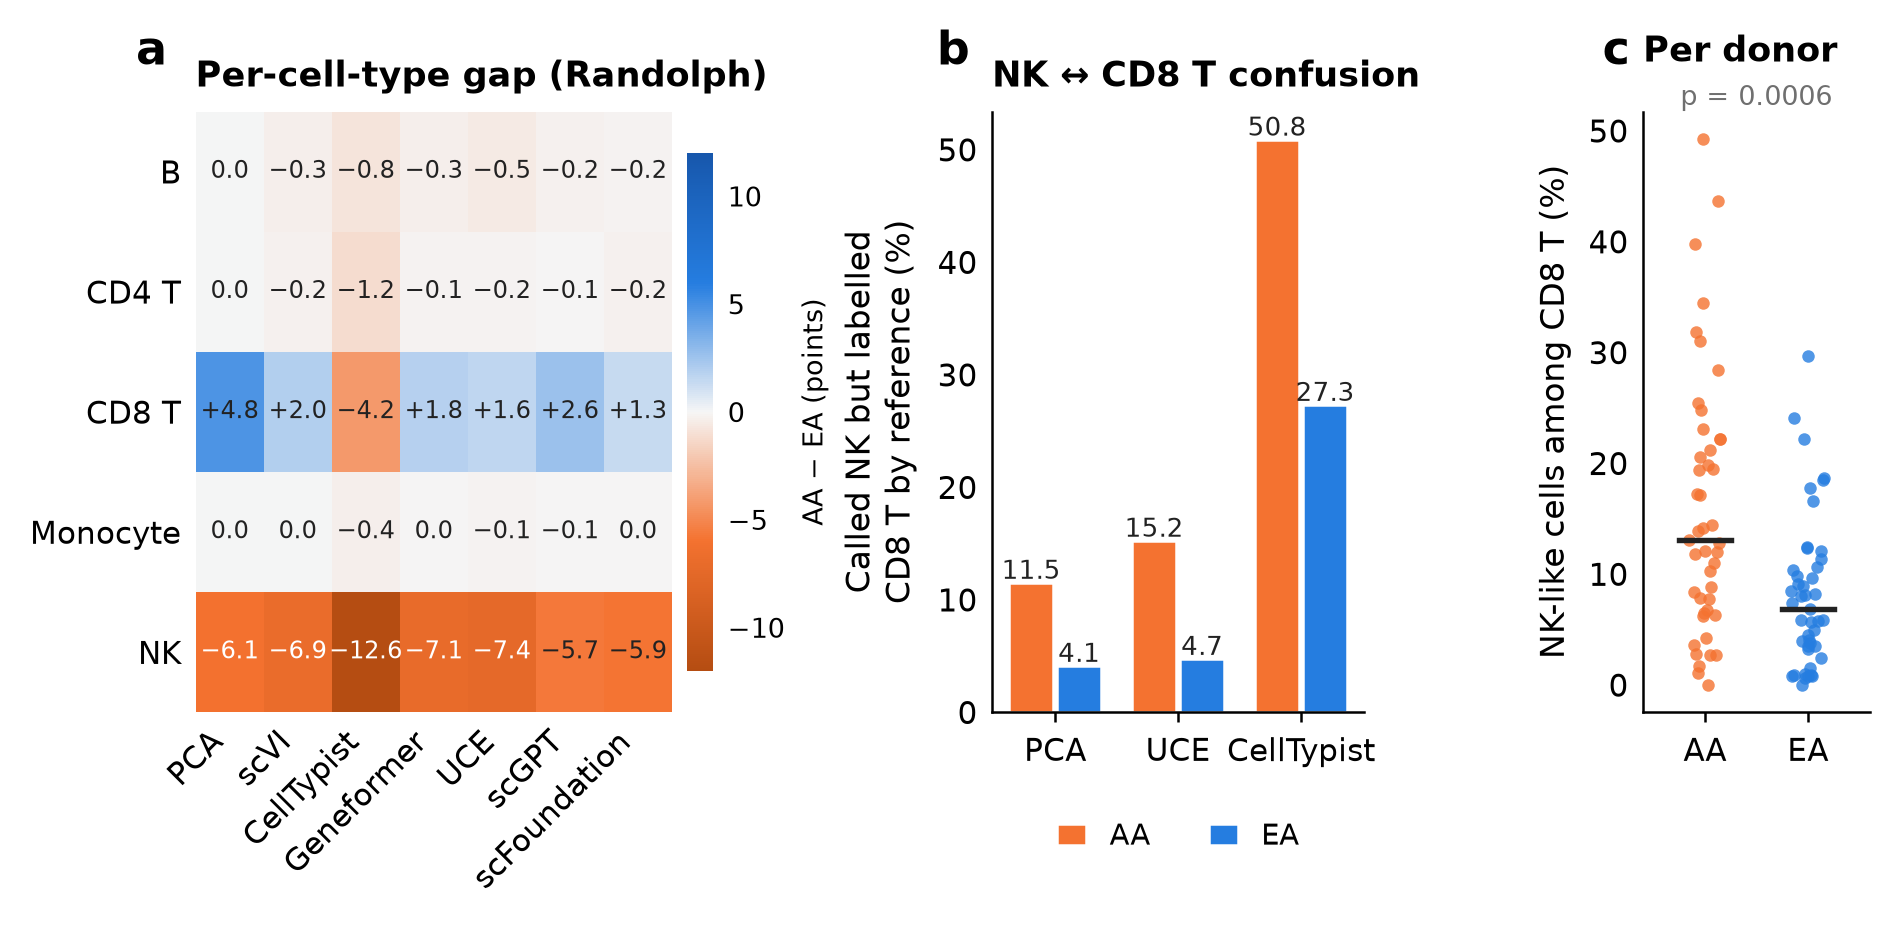 a
Per-cell-type gap (Randolph)
B
0.0 −0.3 −0.8 −0.3 −0.5 −0.2 −0.2
CD4 T
0.0 −0.2 −1.2 −0.1 −0.2 −0.1 −0.2
CD8 T
+4.8 +2.0 −4.2 +1.8 +1.6 +2.6 +1.3
Monocyte
0.0 0.0 −0.4 0.0 −0.1 −0.1 0.0
NK
−6.1 −6.9 −12.6 −7.1 −7.4 −5.7 −5.9
PCA
scVI
CellTypist
Geneformer
UCE
scGPT
scFoundation
10
5
0
−5
−10
AA − EA (points)
b
NK ↔ CD8 T confusion
Called NK but labelled
CD8 T by reference (%)
50
40
30
20
10
0
11.5
4.1
15.2
4.7
50.8
27.3
PCA
UCE
CellTypist
AA
EA
c
Per donor
p = 0.0006
NK-like cells among CD8 T (%)
50
40
30
20
10
0
AA
EA